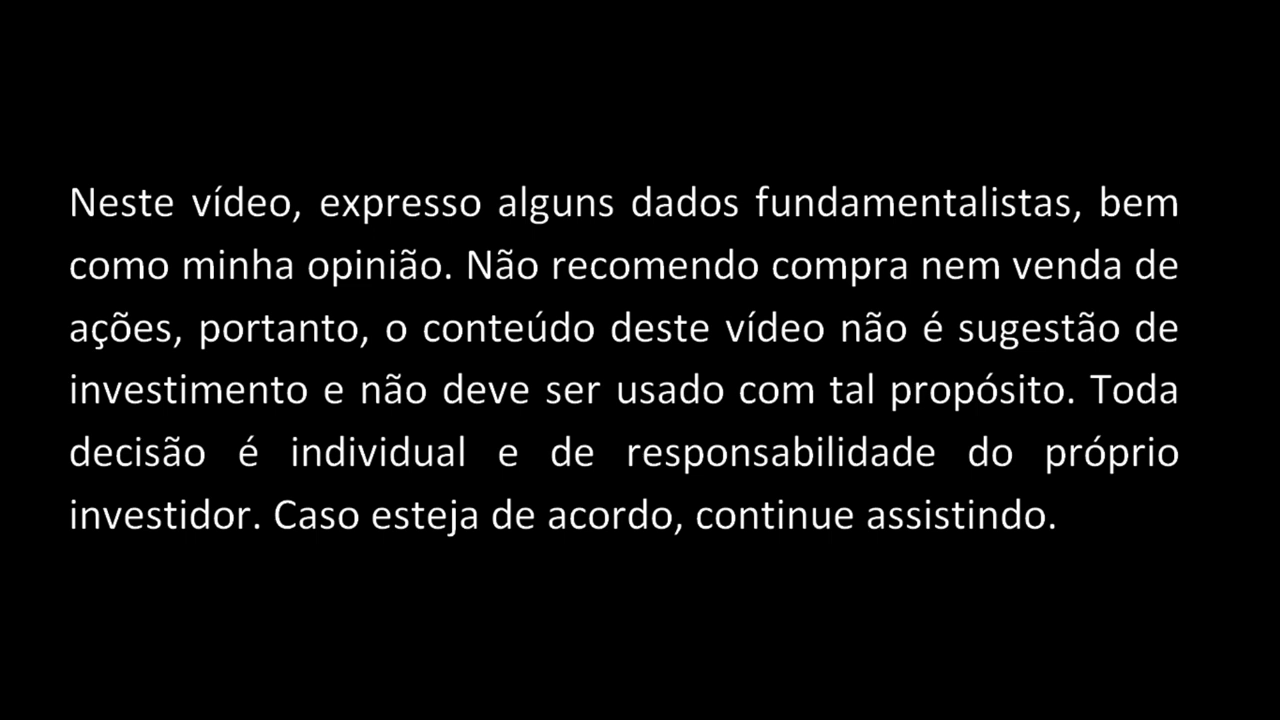 Neste vídeo, expresso alguns dados fundamentalistas, bem
como minha opinião. Não recomendo compra nem venda de
ações, portanto, o conteúdo deste vídeo não é sugestão de
investimento e não deve ser usado com tal propósito. Toda
decisão é individual e de responsabilidade do próprio
investidor. Caso esteja de acordo, continue assistindo.